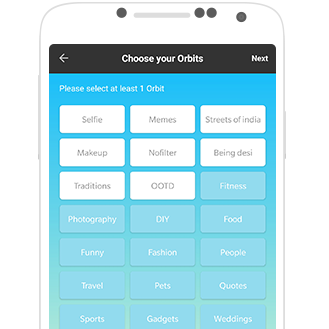 Choose your Orbits Next
Please select at least 1 Orbit
Selfie Memes Streets of india
Makeup Nofilter Being desi
Traditions OOTD Fitness
Photography DIY Food
Funny Fashion People
Travel Pets Quotes
Sports Gadgets Weddings